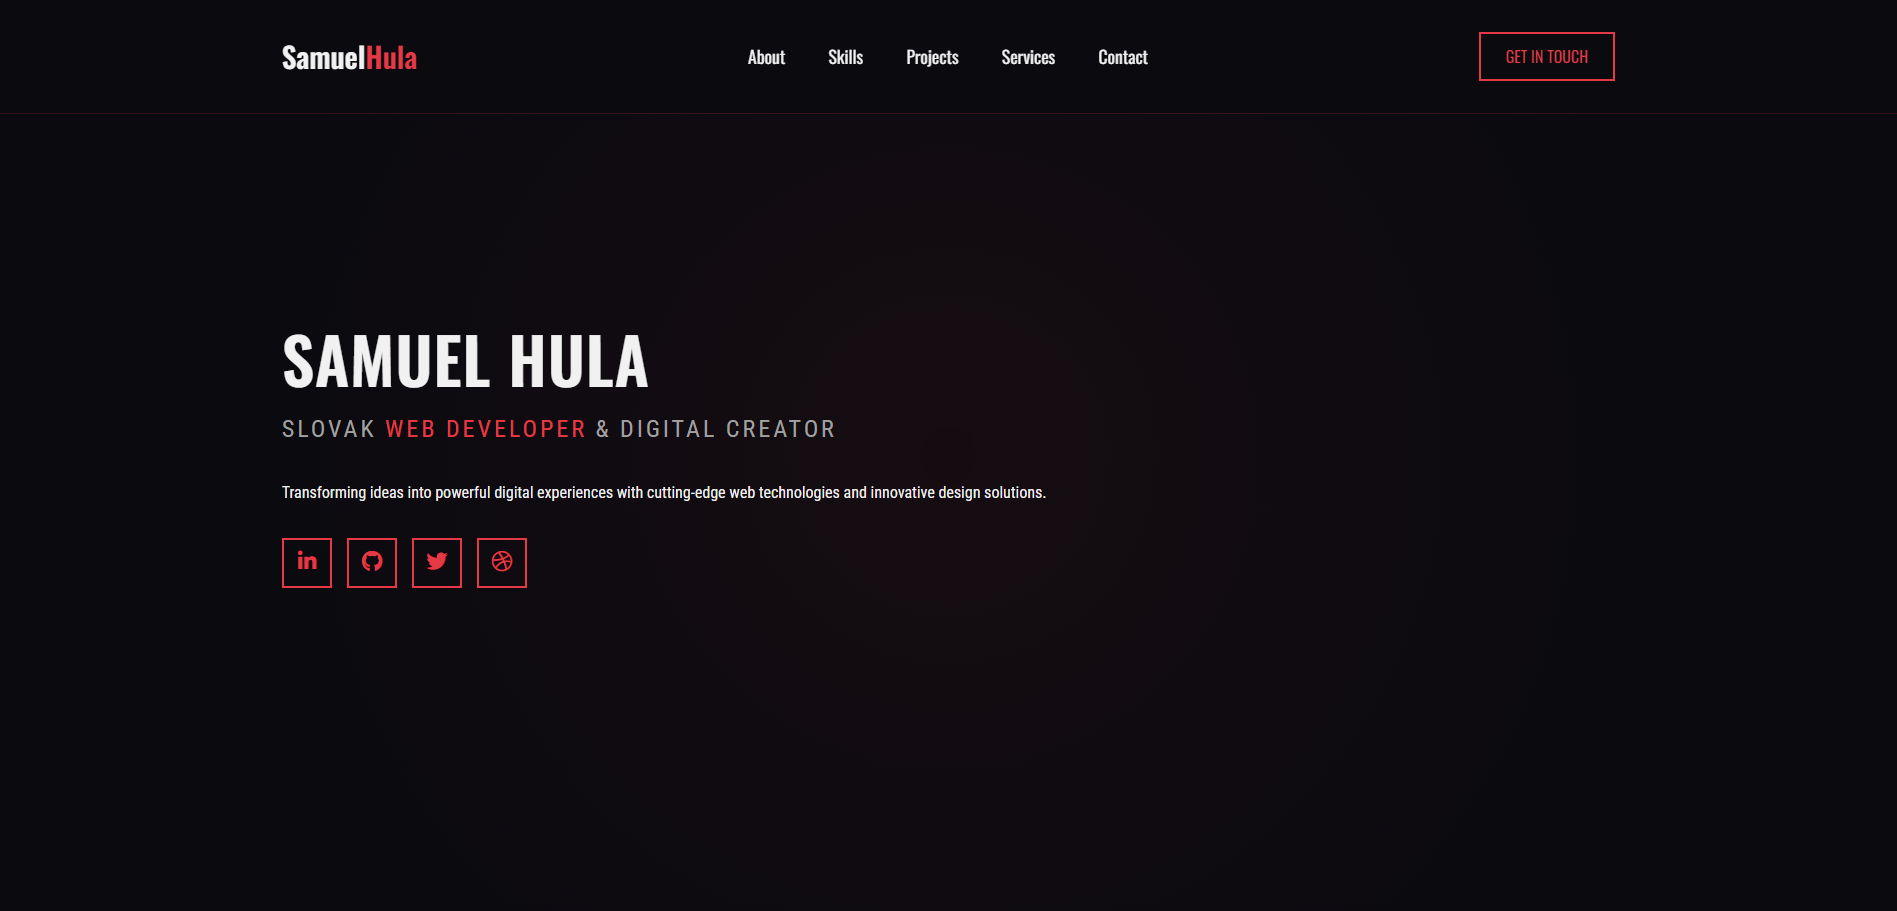 SamuelHula
About
Skills
Projects
Services
Contact
GET IN TOUCH
SAMUEL HULA
SLOVAK WEB DEVELOPER & DIGITAL CREATOR
Transforming ideas into powerful digital experiences with cutting-edge web technologies and innovative design solutions.
in